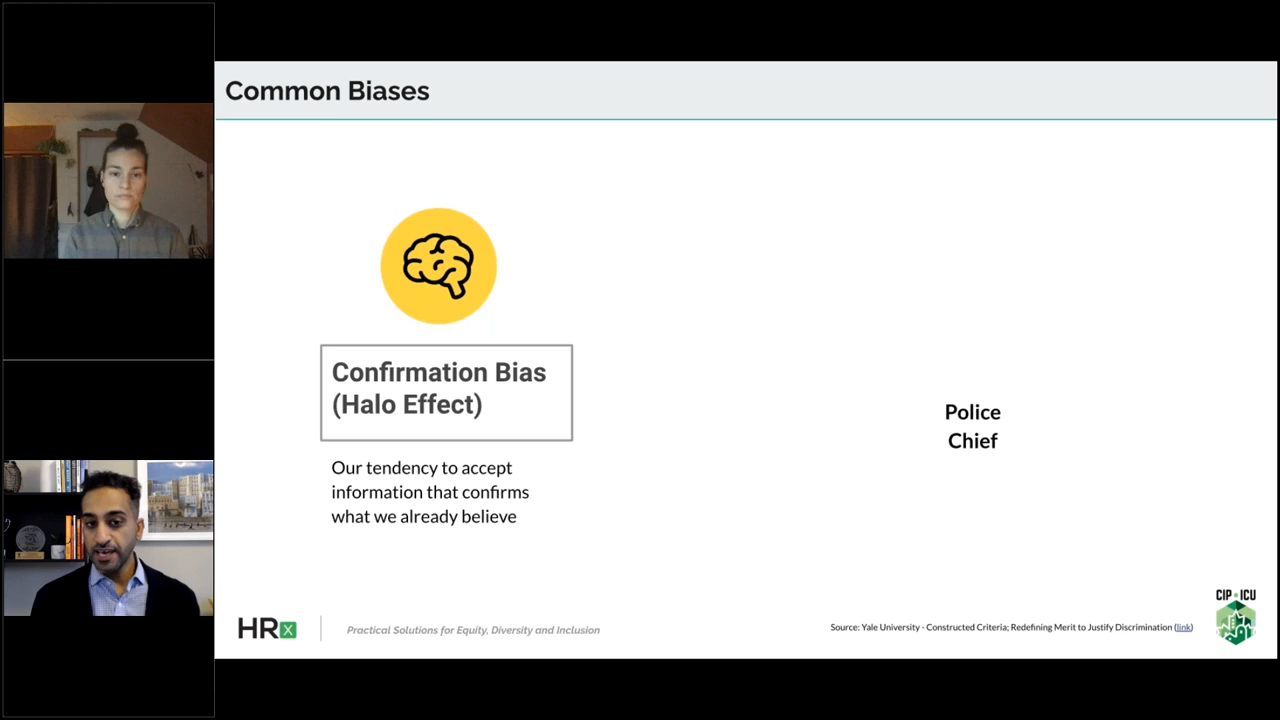 Common Biases
Confirmation Bias
(Halo Effect)
Our tendency to accept
information that confirms
what we already believe
Police
Chief
HRx
Practical Solutions for Equity, Diversity and Inclusion
Source: Yale University - Constructed Criteria; Redefining Merit to Justify Discrimination (link)
CIP·ICU